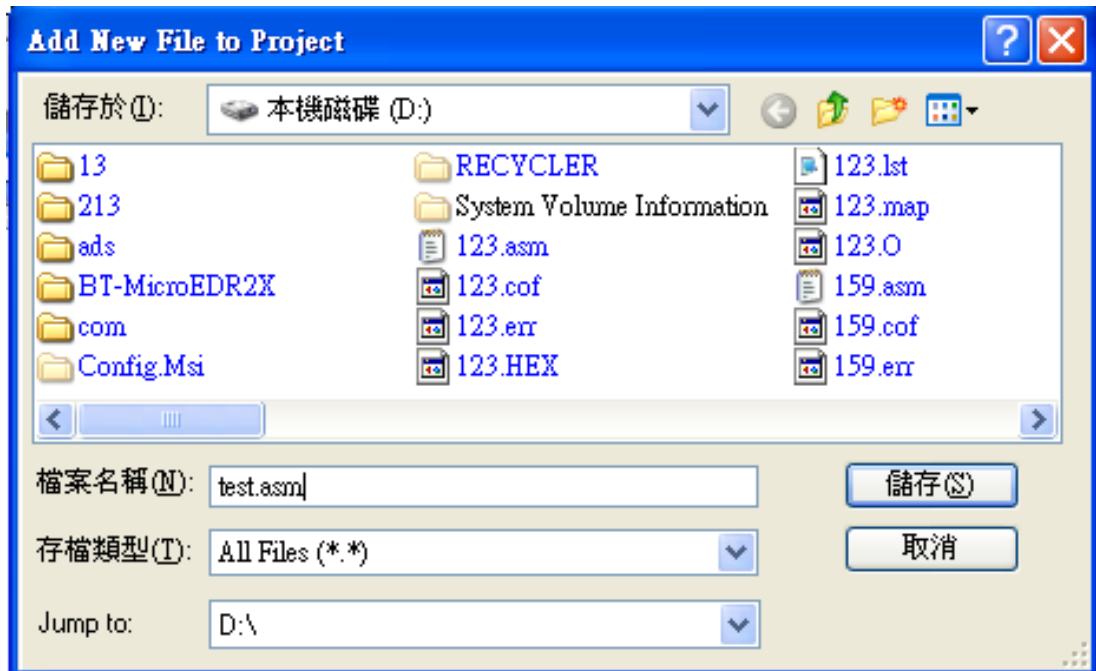 Add New File to Project
儲存於(I):
本機磁碟 (D:)
13
213
ads
BT-MicroEDR2X
com
Config.Msi
RECYCLER
System Volume Information
123.asm
123.cof
123.err
123.HEX
123.lst
123.map
123.O
159.asm
159.cof
159.err
檔案名稱(N):
test.asm
儲存(S)
存檔類型(T):
All Files (*.*)
取消
Jump to:
D:\